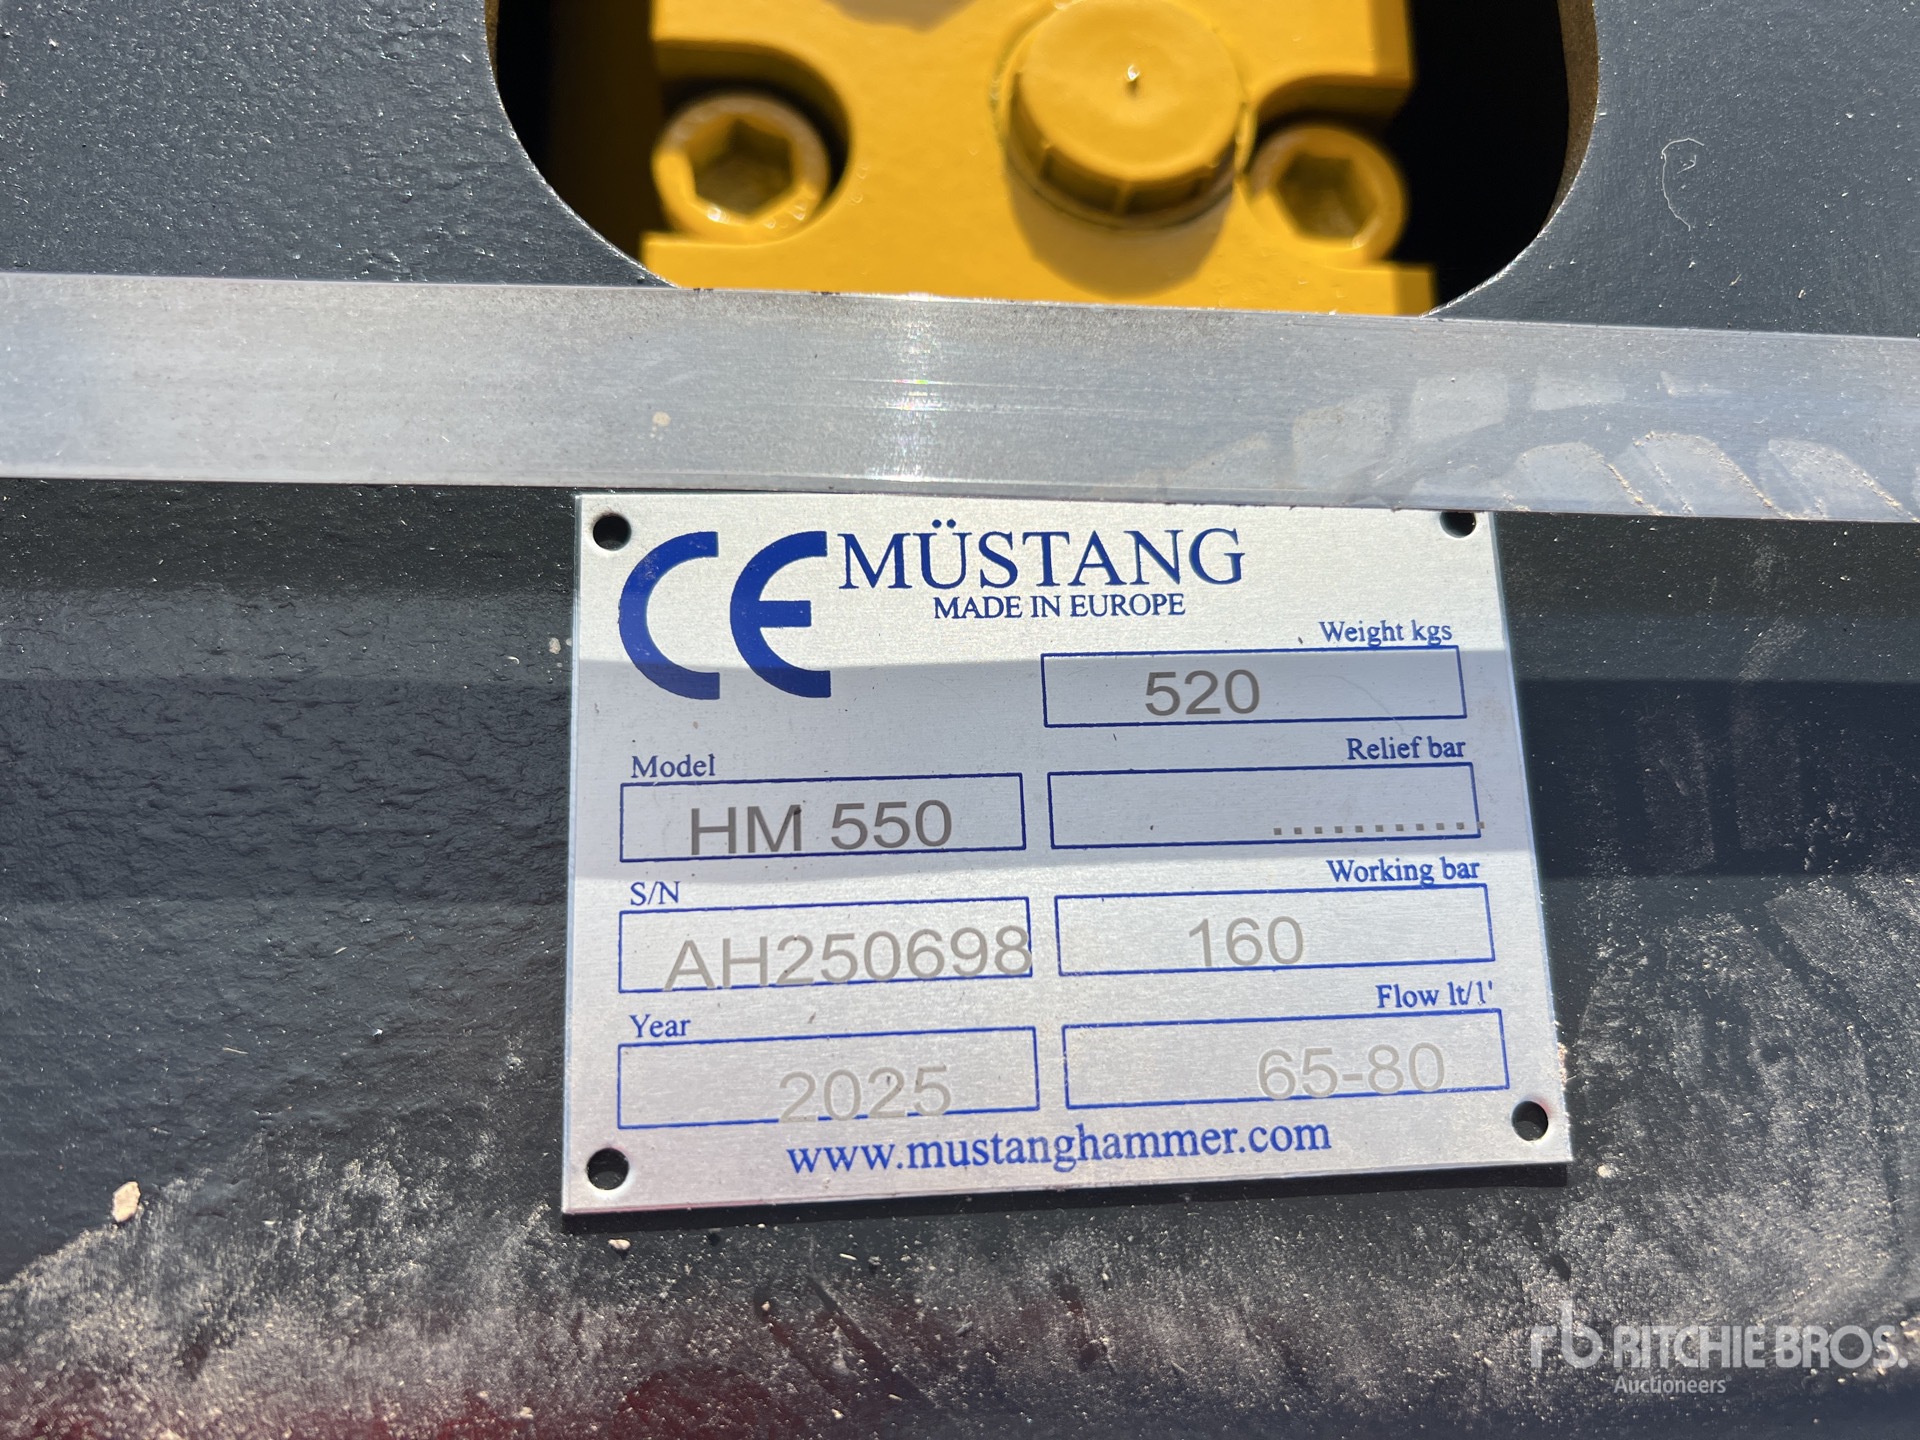 CE MÜSTANG
MADE IN EUROPE
Weight kgs
520
Model
HM 550
Relief bar
...........
S/N
AH250698
Working bar
160
Year
2025
Flow lt/1'
65-80
www.mustanghammer.com
rb RITCHIE BROS.
Auctioneers